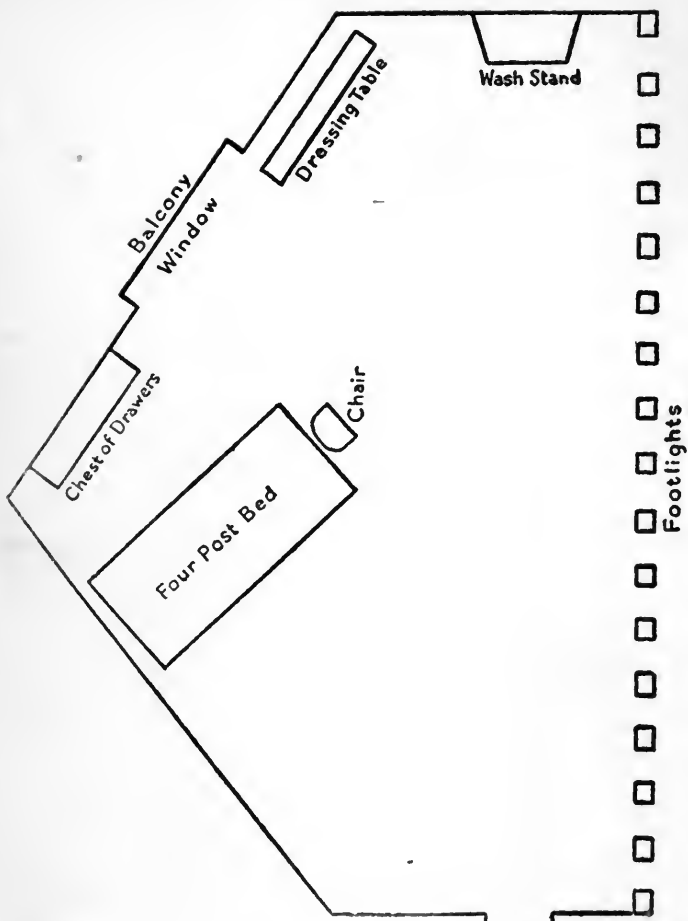 Wash Stand
Dressing Table
Balcony
Window
Chest of Drawers
Chair
Four Post Bed
Footlights